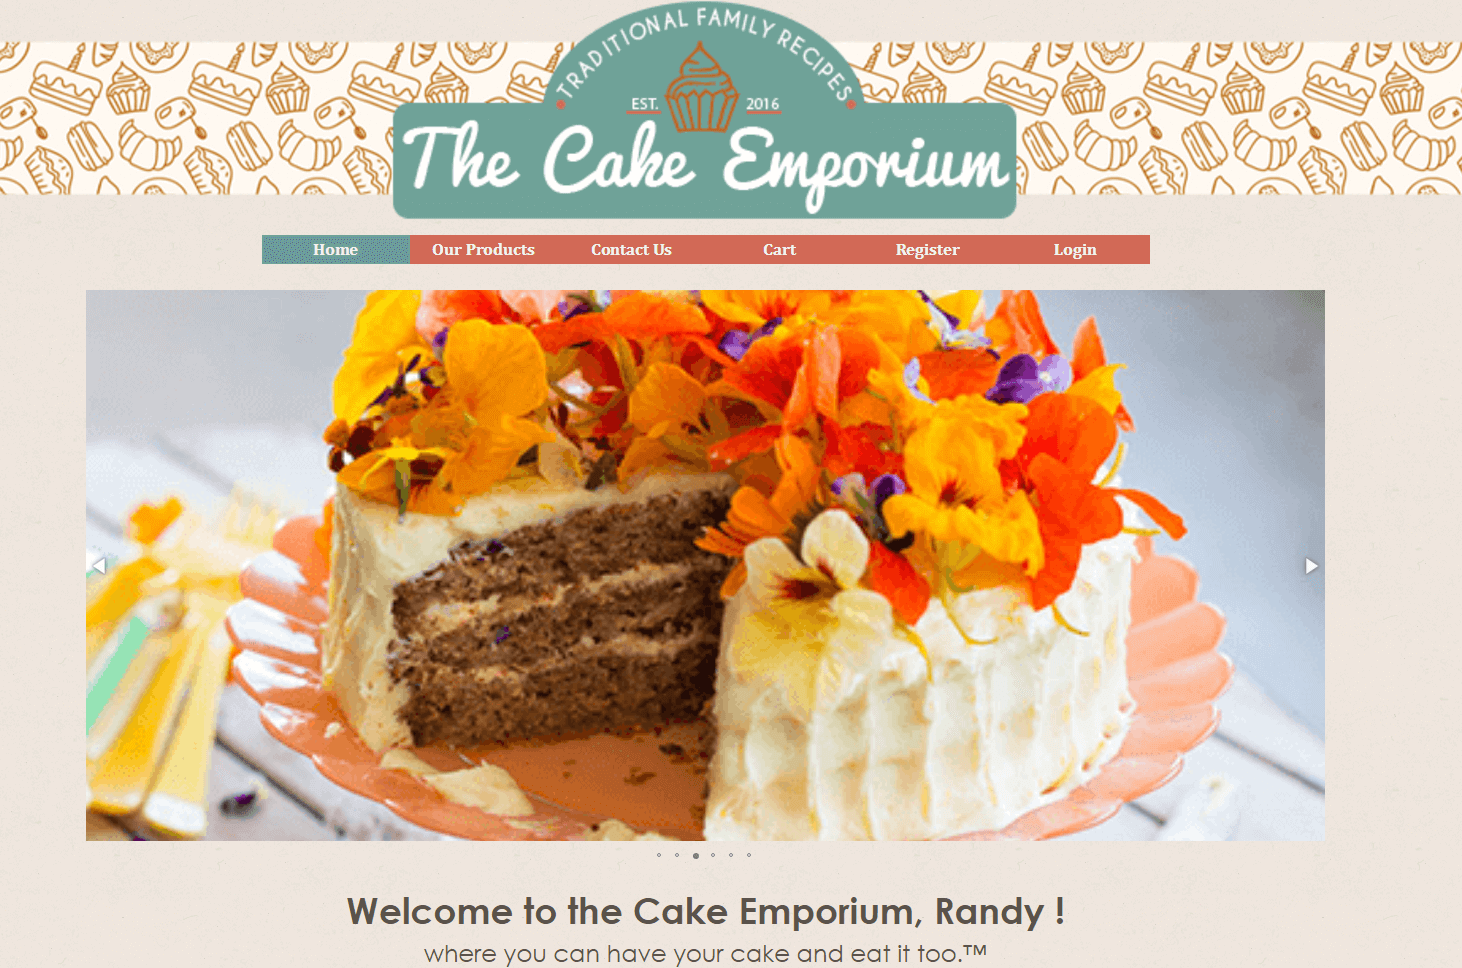 TRADITIONAL FAMILY RECIPES
EST. 2016
The Cake Emporium
Home Our Products Contact Us Cart Register Login
Welcome to the Cake Emporium, Randy !
where you can have your cake and eat it too.™